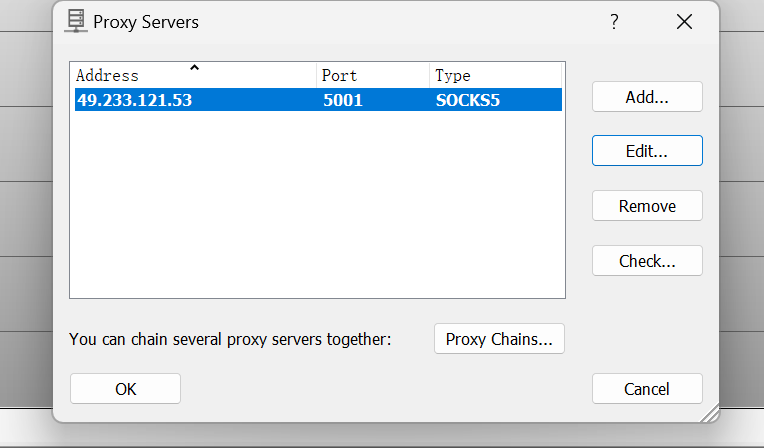 Proxy Servers
Address Port Type
49.233.121.53 5001 SOCKS5
Add...
Edit...
Remove
Check...
You can chain several proxy servers together: Proxy Chains...
OK Cancel